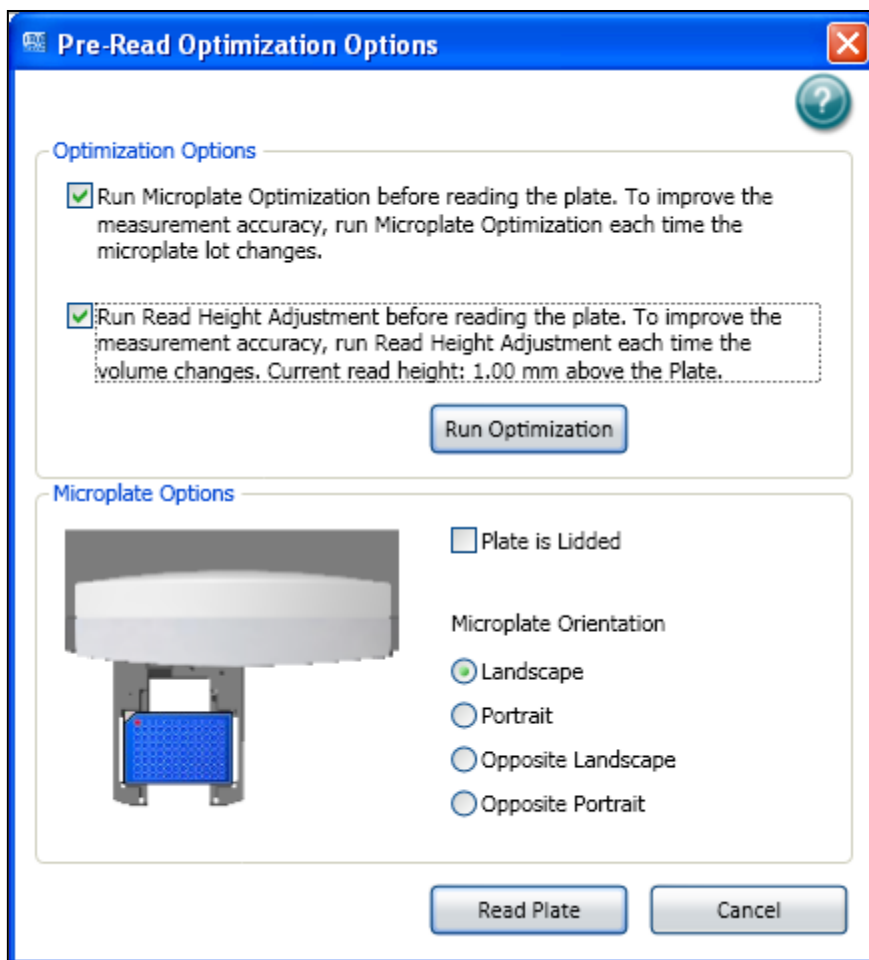 Pre-Read Optimization Options
?
Optimization Options
Run Microplate Optimization before reading the plate. To improve the
measurement accuracy, run Microplate Optimization each time the
microplate lot changes.
Run Read Height Adjustment before reading the plate. To improve the
measurement accuracy, run Read Height Adjustment each time the
volume changes. Current read height: 1.00 mm above the Plate.
Run Optimization
Microplate Options
Plate is Lidded
Microplate Orientation
Landscape
Portrait
Opposite Landscape
Opposite Portrait
Read Plate
Cancel